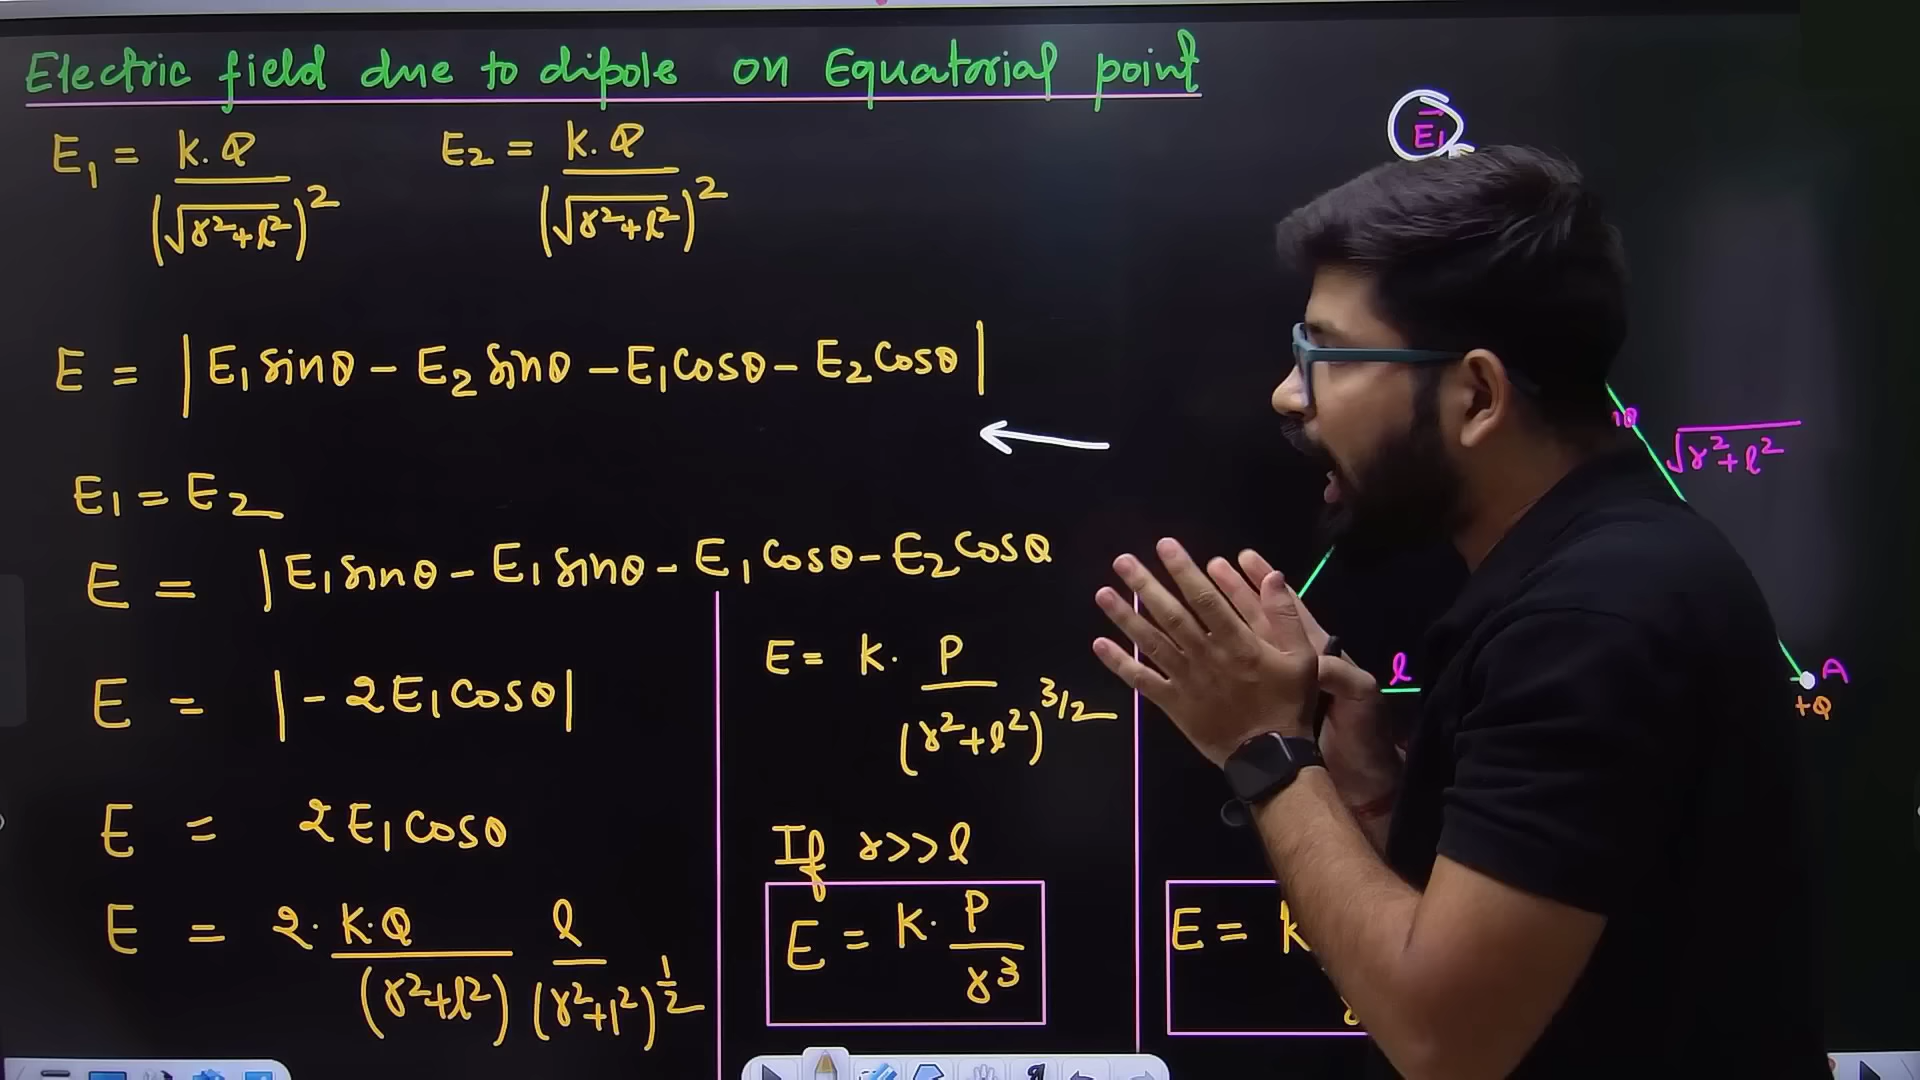 Electric field due to dipole on Equatorial point
E₁ = K.Q / (√(r²+l²))²    E₂ = K.Q / (√(r²+l²))²
E = |E₁ sinθ − E₂ sinθ − E₁ cosθ − E₂ cosθ|
E₁ = E₂
E = |E₁ sinθ − E₁ sinθ − E₁ cosθ − E₂ cosθ
E = |− 2E₁ cosθ|
E = 2E₁ cosθ
E = 2. K.Q / (r²+l²) l / (r²+l²)^1/2
E = K. P / (r²+l²)^3/2
If r>>l
E = K. P / r³
E⃗₁
θ
√(r²+l²)
l
A
+Q
E = K